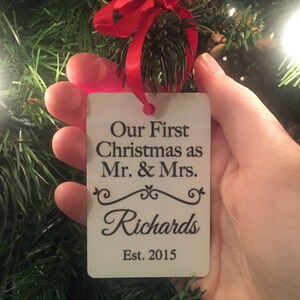 Our First
Christmas as
Mr. & Mrs.
Richards
Est. 2015